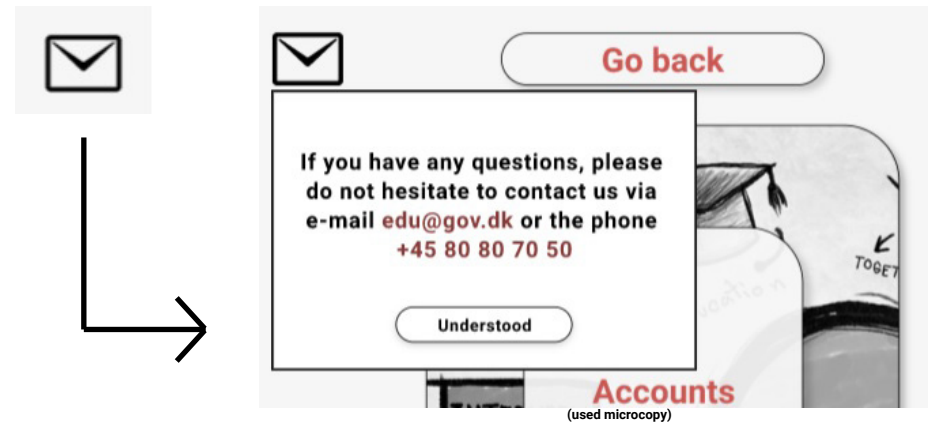 Go back
If you have any questions, please
do not hesitate to contact us via
e-mail edu@gov.dk or the phone
+45 80 80 70 50
Understood
TOGET
Accounts
(used microcopy)